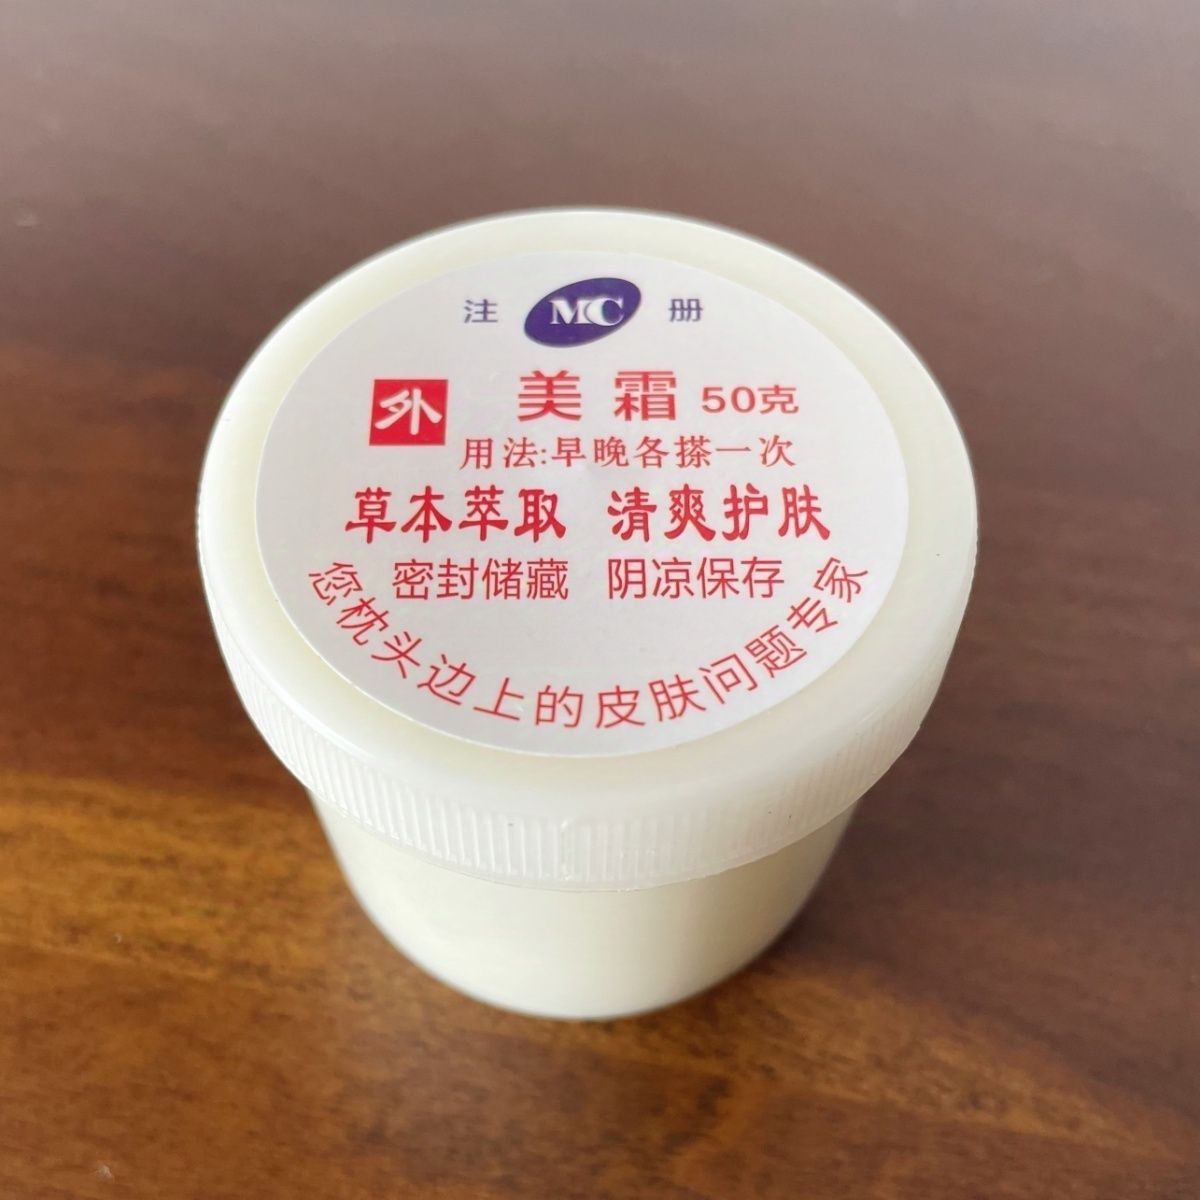 注 MC 册
外 美霜 50克
用法:早晚各搽一次
草本萃取 清爽护肤
密封储藏 阴凉保存
您枕头边上的皮肤问题专家